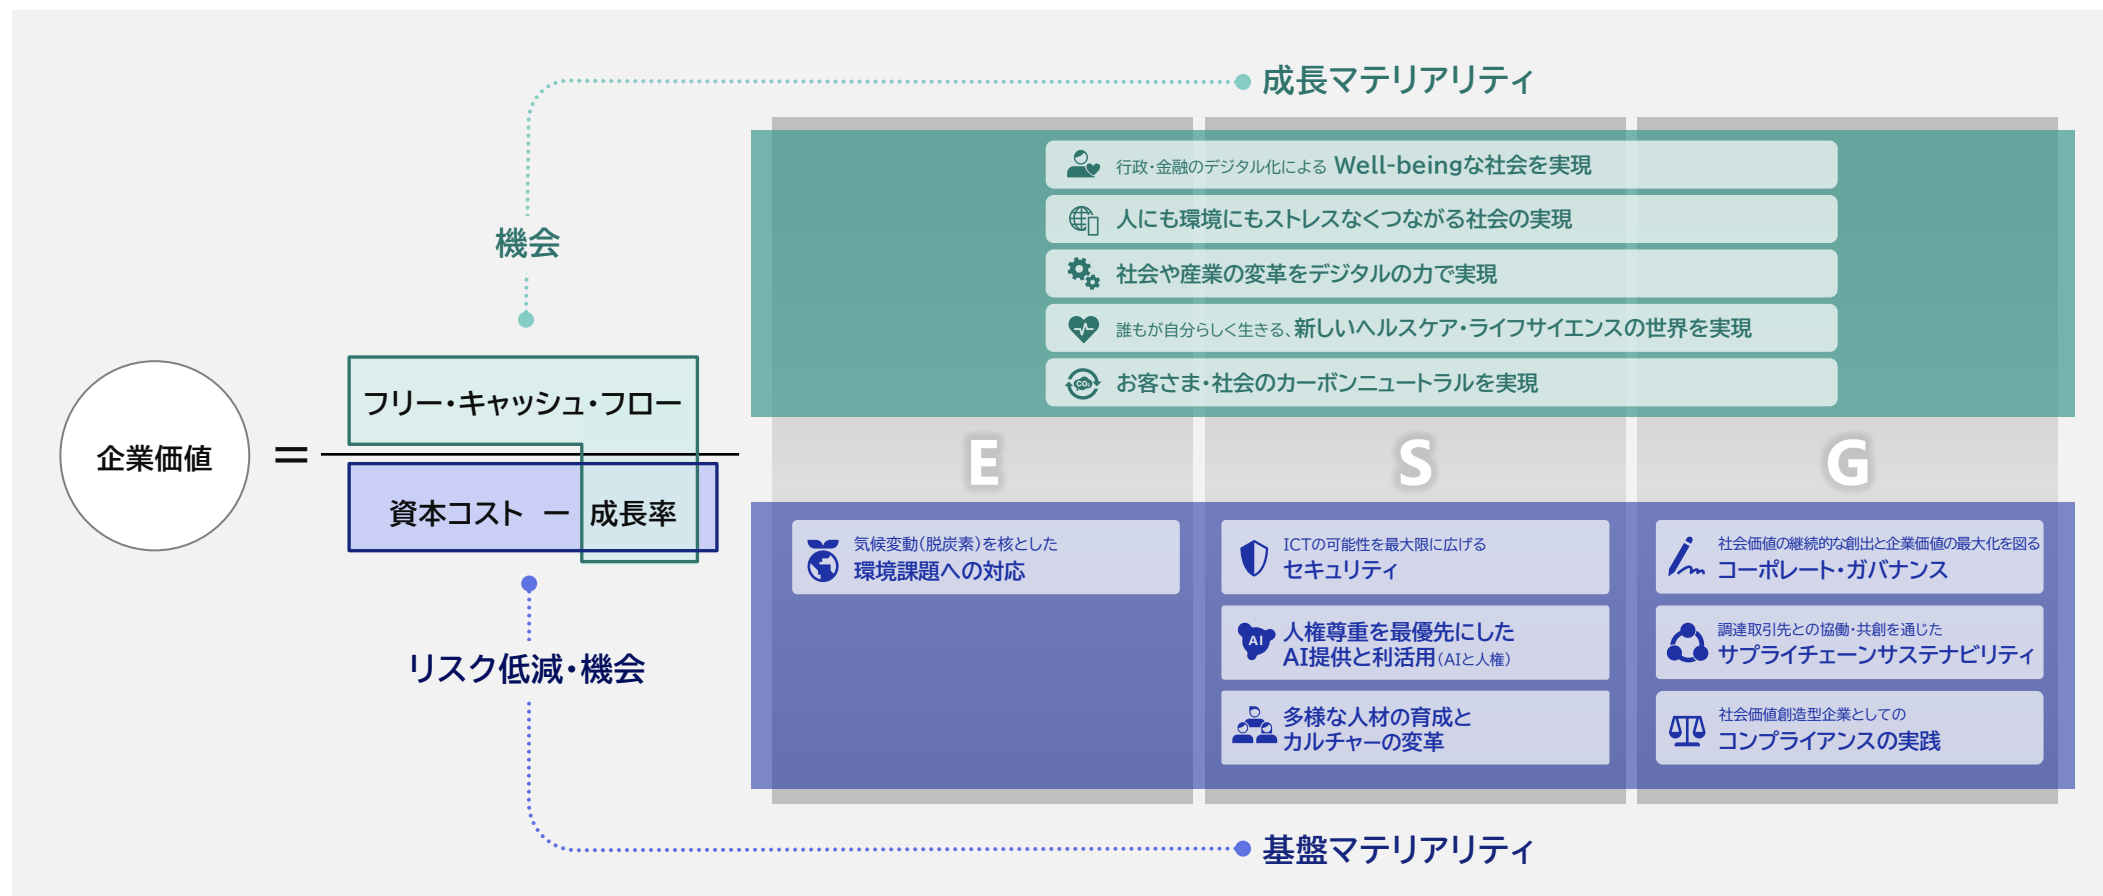 成長マテリアリティ
行政・金融のデジタル化による Well-beingな社会を実現
人にも環境にもストレスなくつながる社会の実現
社会や産業の変革をデジタルの力で実現
誰もが自分らしく生きる、新しいヘルスケア・ライフサイエンスの世界を実現
CO₂
お客さま・社会のカーボンニュートラルを実現
機会
企業価値
=
フリー・キャッシュ・フロー
資本コスト － 成長率
リスク低減・機会
E
S
G
気候変動（脱炭素）を核とした
環境課題への対応
ICTの可能性を最大限に広げる
セキュリティ
AI
人権尊重を最優先にした
AI提供と利活用（AIと人権）
多様な人材の育成と
カルチャーの変革
社会価値の継続的な創出と企業価値の最大化を図る
コーポレート・ガバナンス
調達取引先との協働・共創を通じた
サプライチェーンサステナビリティ
社会価値創造型企業としての
コンプライアンスの実践
基盤マテリアリティ